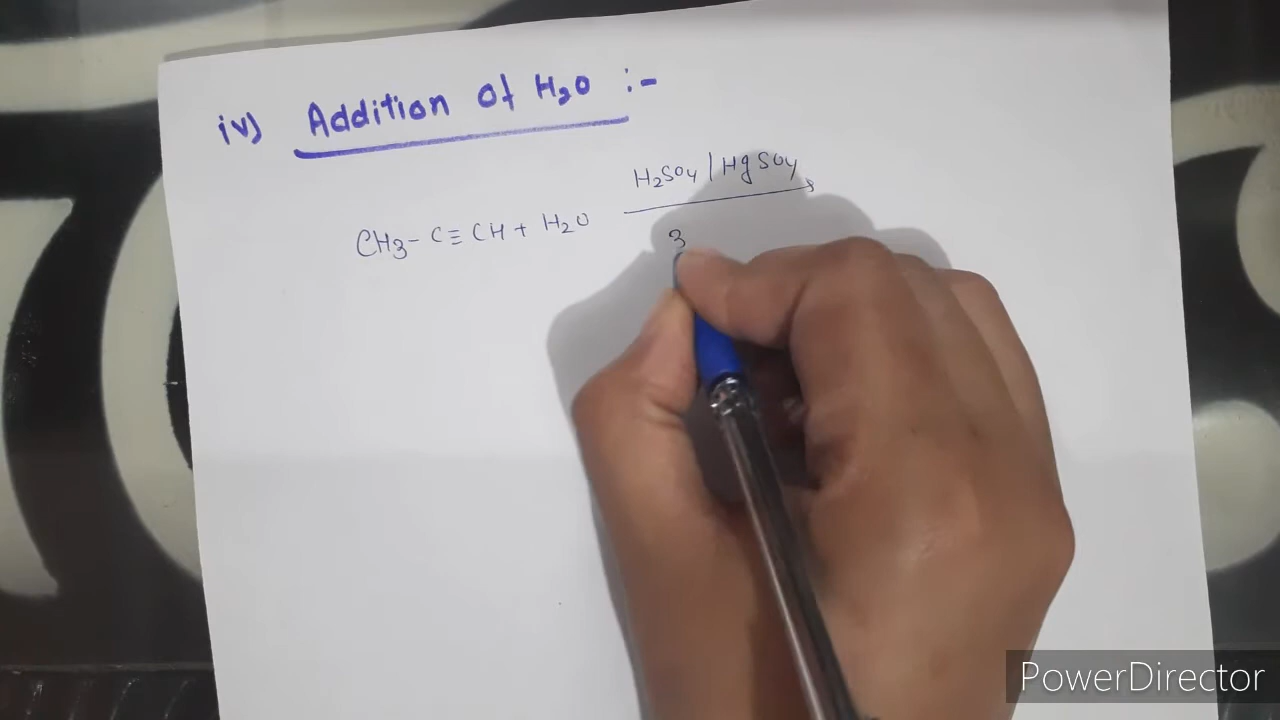 iv) Addition of H₂O :-
H₂SO₄ | HgSO₄
CH₃- C≡CH + H₂O
3
PowerDirector